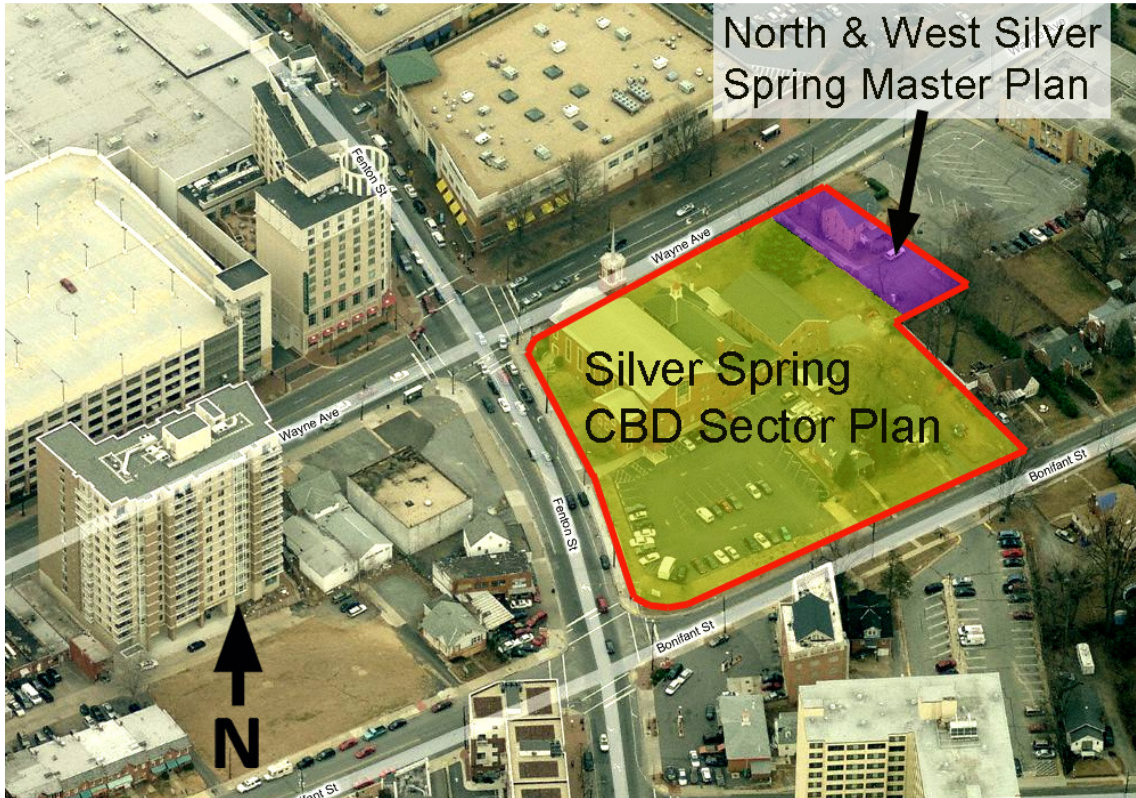 North & West Silver
Spring Master Plan
Fenton St
Wayne Ave
Silver Spring
CBD Sector Plan
Wayne Ave
Bonifant St
Fenton St
Bonifant St
N